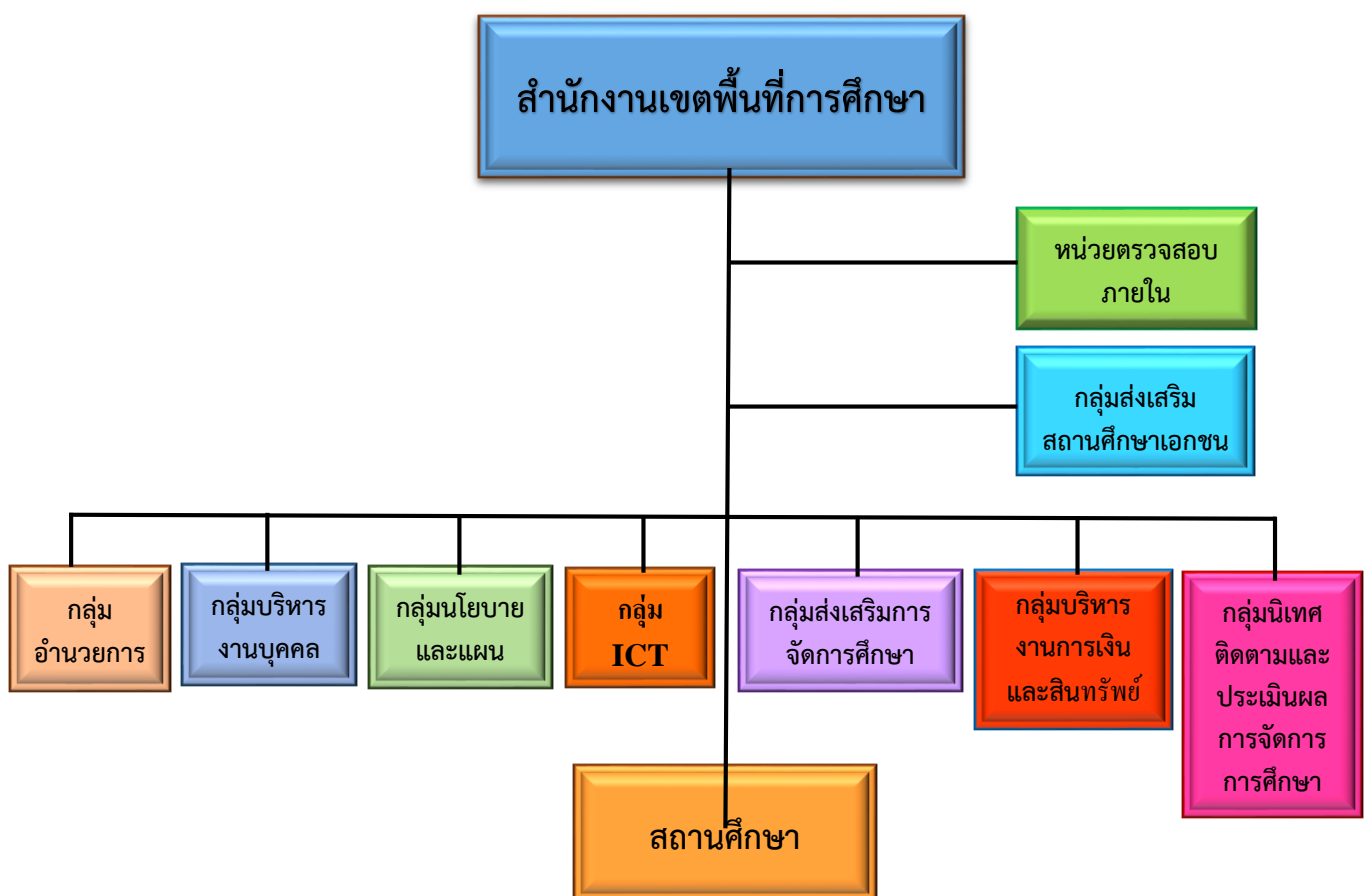 สำนักงานเขตพื้นที่การศึกษา
หน่วยตรวจสอบ
ภายใน
กลุ่มส่งเสริม
สถานศึกษาเอกชน
กลุ่ม
อำนวยการ
กลุ่มบริหาร
งานบุคคล
กลุ่มนโยบาย
และแผน
กลุ่ม
ICT
กลุ่มส่งเสริมการ
จัดการศึกษา
กลุ่มบริหาร
งานการเงิน
และสินทรัพย์
กลุ่มนิเทศ
ติดตามและ
ประเมินผล
การจัดการ
การศึกษา
สถานศึกษา